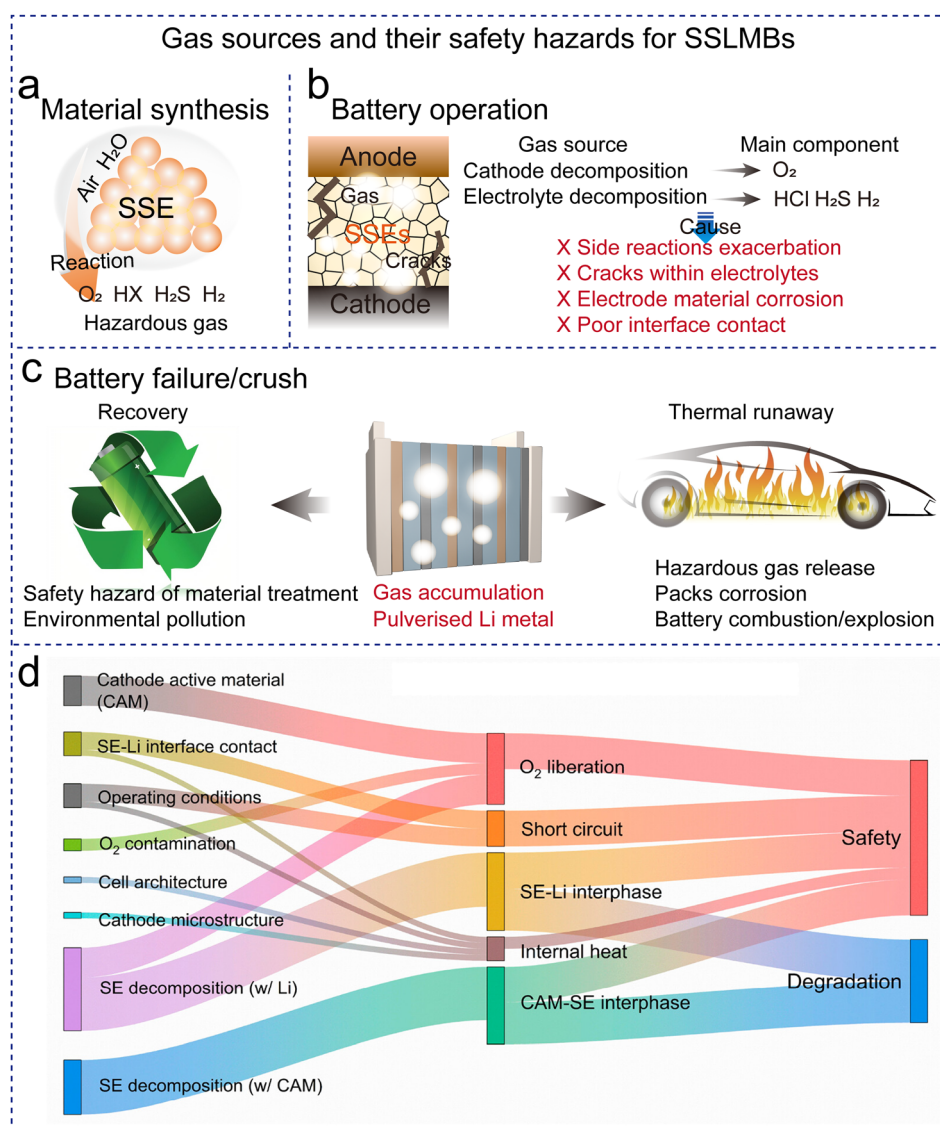 Gas sources and their safety hazards for SSLMBs
a
Material synthesis
Air H₂O
SSE
Reaction
O₂ HX H₂S H₂
Hazardous gas
b
Battery operation
Anode
Gas
SSEs
Cracks
Cathode
Gas source
Main component
Cathode decomposition
O₂
Electrolyte decomposition
HCl H₂S H₂
Cause
X Side reactions exacerbation
X Cracks within electrolytes
X Electrode material corrosion
X Poor interface contact
c
Battery failure/crush
Recovery
Safety hazard of material treatment
Environmental pollution
Gas accumulation
Pulverised Li metal
Thermal runaway
Hazardous gas release
Packs corrosion
Battery combustion/explosion
d
Cathode active material
(CAM)
SE-Li interface contact
Operating conditions
O₂ contamination
Cell architecture
Cathode microstructure
SE decomposition (w/ Li)
SE decomposition (w/ CAM)
O₂ liberation
Short circuit
SE-Li interphase
Internal heat
CAM-SE interphase
Safety
Degradation